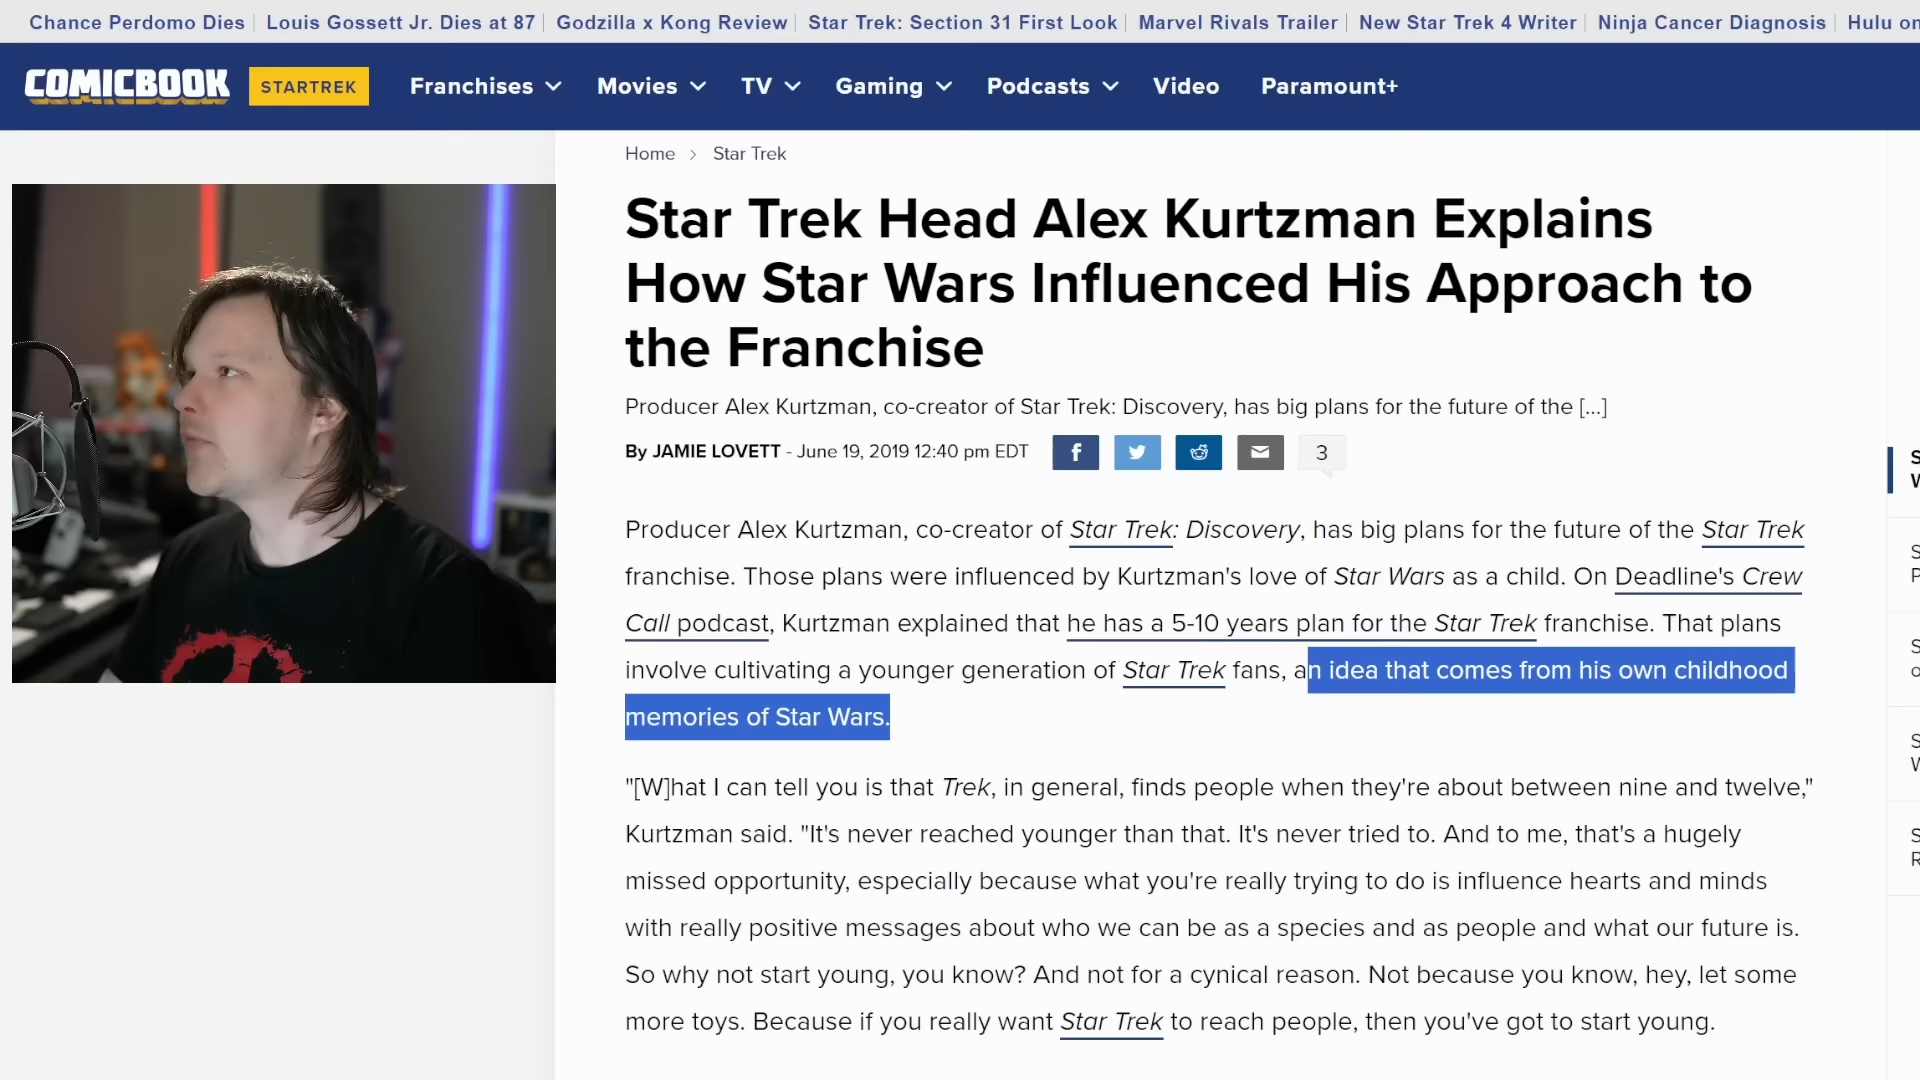 Chance Perdomo Dies
Louis Gossett Jr. Dies at 87
Godzilla x Kong Review
Star Trek: Section 31 First Look
Marvel Rivals Trailer
New Star Trek 4 Writer
Ninja Cancer Diagnosis
Hulu on
COMICBOOK
STARTREK
Franchises
Movies
TV
Gaming
Podcasts
Video
Paramount+
Home > Star Trek
Star Trek Head Alex Kurtzman Explains
How Star Wars Influenced His Approach to
the Franchise
Producer Alex Kurtzman, co-creator of Star Trek: Discovery, has big plans for the future of the [...]
By JAMIE LOVETT - June 19, 2019 12:40 pm EDT
3
Producer Alex Kurtzman, co-creator of Star Trek: Discovery, has big plans for the future of the Star Trek
franchise. Those plans were influenced by Kurtzman's love of Star Wars as a child. On Deadline's Crew
Call podcast, Kurtzman explained that he has a 5-10 years plan for the Star Trek franchise. That plans
involve cultivating a younger generation of Star Trek fans, an idea that comes from his own childhood
memories of Star Wars.
"[W]hat I can tell you is that Trek, in general, finds people when they're about between nine and twelve,"
Kurtzman said. "It's never reached younger than that. It's never tried to. And to me, that's a hugely
missed opportunity, especially because what you're really trying to do is influence hearts and minds
with really positive messages about who we can be as a species and as people and what our future is.
So why not start young, you know? And not for a cynical reason. Not because you know, hey, let some
more toys. Because if you really want Star Trek to reach people, then you've got to start young.